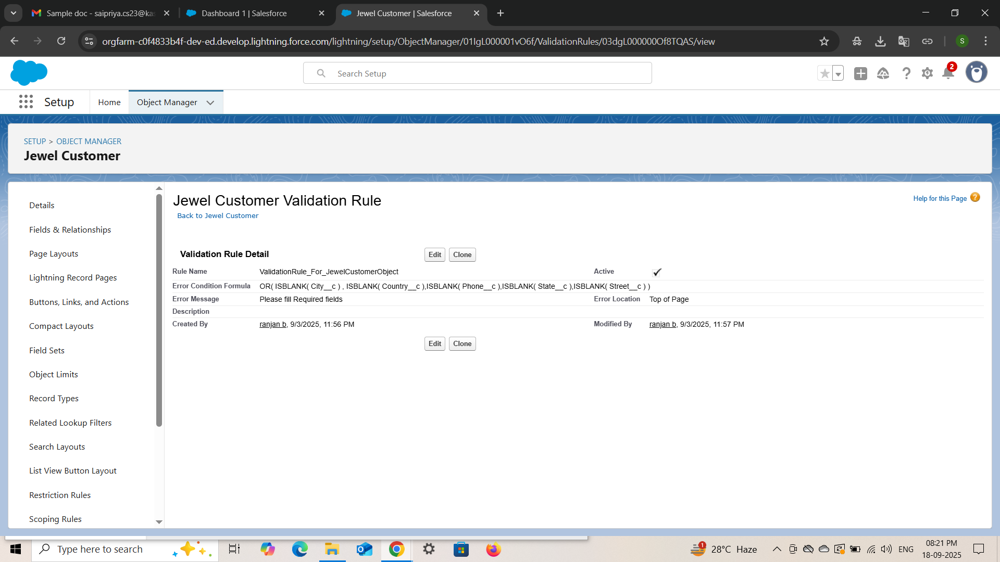 Sample doc - saipriya.cs23@kas
Dashboard 1 | Salesforce
Jewel Customer | Salesforce
orgfarm-c0f4833b4f-dev-ed.develop.lightning.force.com/lightning/setup/ObjectManager/01IgL000001vO6f/ValidationRules/03dgL000000Of8TQAS/view
S
Search Setup
2
Setup
Home
Object Manager
SETUP > OBJECT MANAGER
Jewel Customer
Details
Fields & Relationships
Page Layouts
Lightning Record Pages
Buttons, Links, and Actions
Compact Layouts
Field Sets
Object Limits
Record Types
Related Lookup Filters
Search Layouts
List View Button Layout
Restriction Rules
Scoping Rules
Jewel Customer Validation Rule
Help for this Page ?
Back to Jewel Customer
Validation Rule Detail
Edit Clone
Rule Name ValidationRule_For_JewelCustomerObject Active
Error Condition Formula OR( ISBLANK( City__c ) , ISBLANK( Country__c ),ISBLANK( Phone__c ),ISBLANK( State__c ),ISBLANK( Street__c ) )
Error Message Please fill Required fields Error Location Top of Page
Description
Created By ranjan b, 9/3/2025, 11:56 PM Modified By ranjan b, 9/3/2025, 11:57 PM
Edit Clone
Type here to search
1
28°C Haze
ENG
08:21 PM
18-09-2025